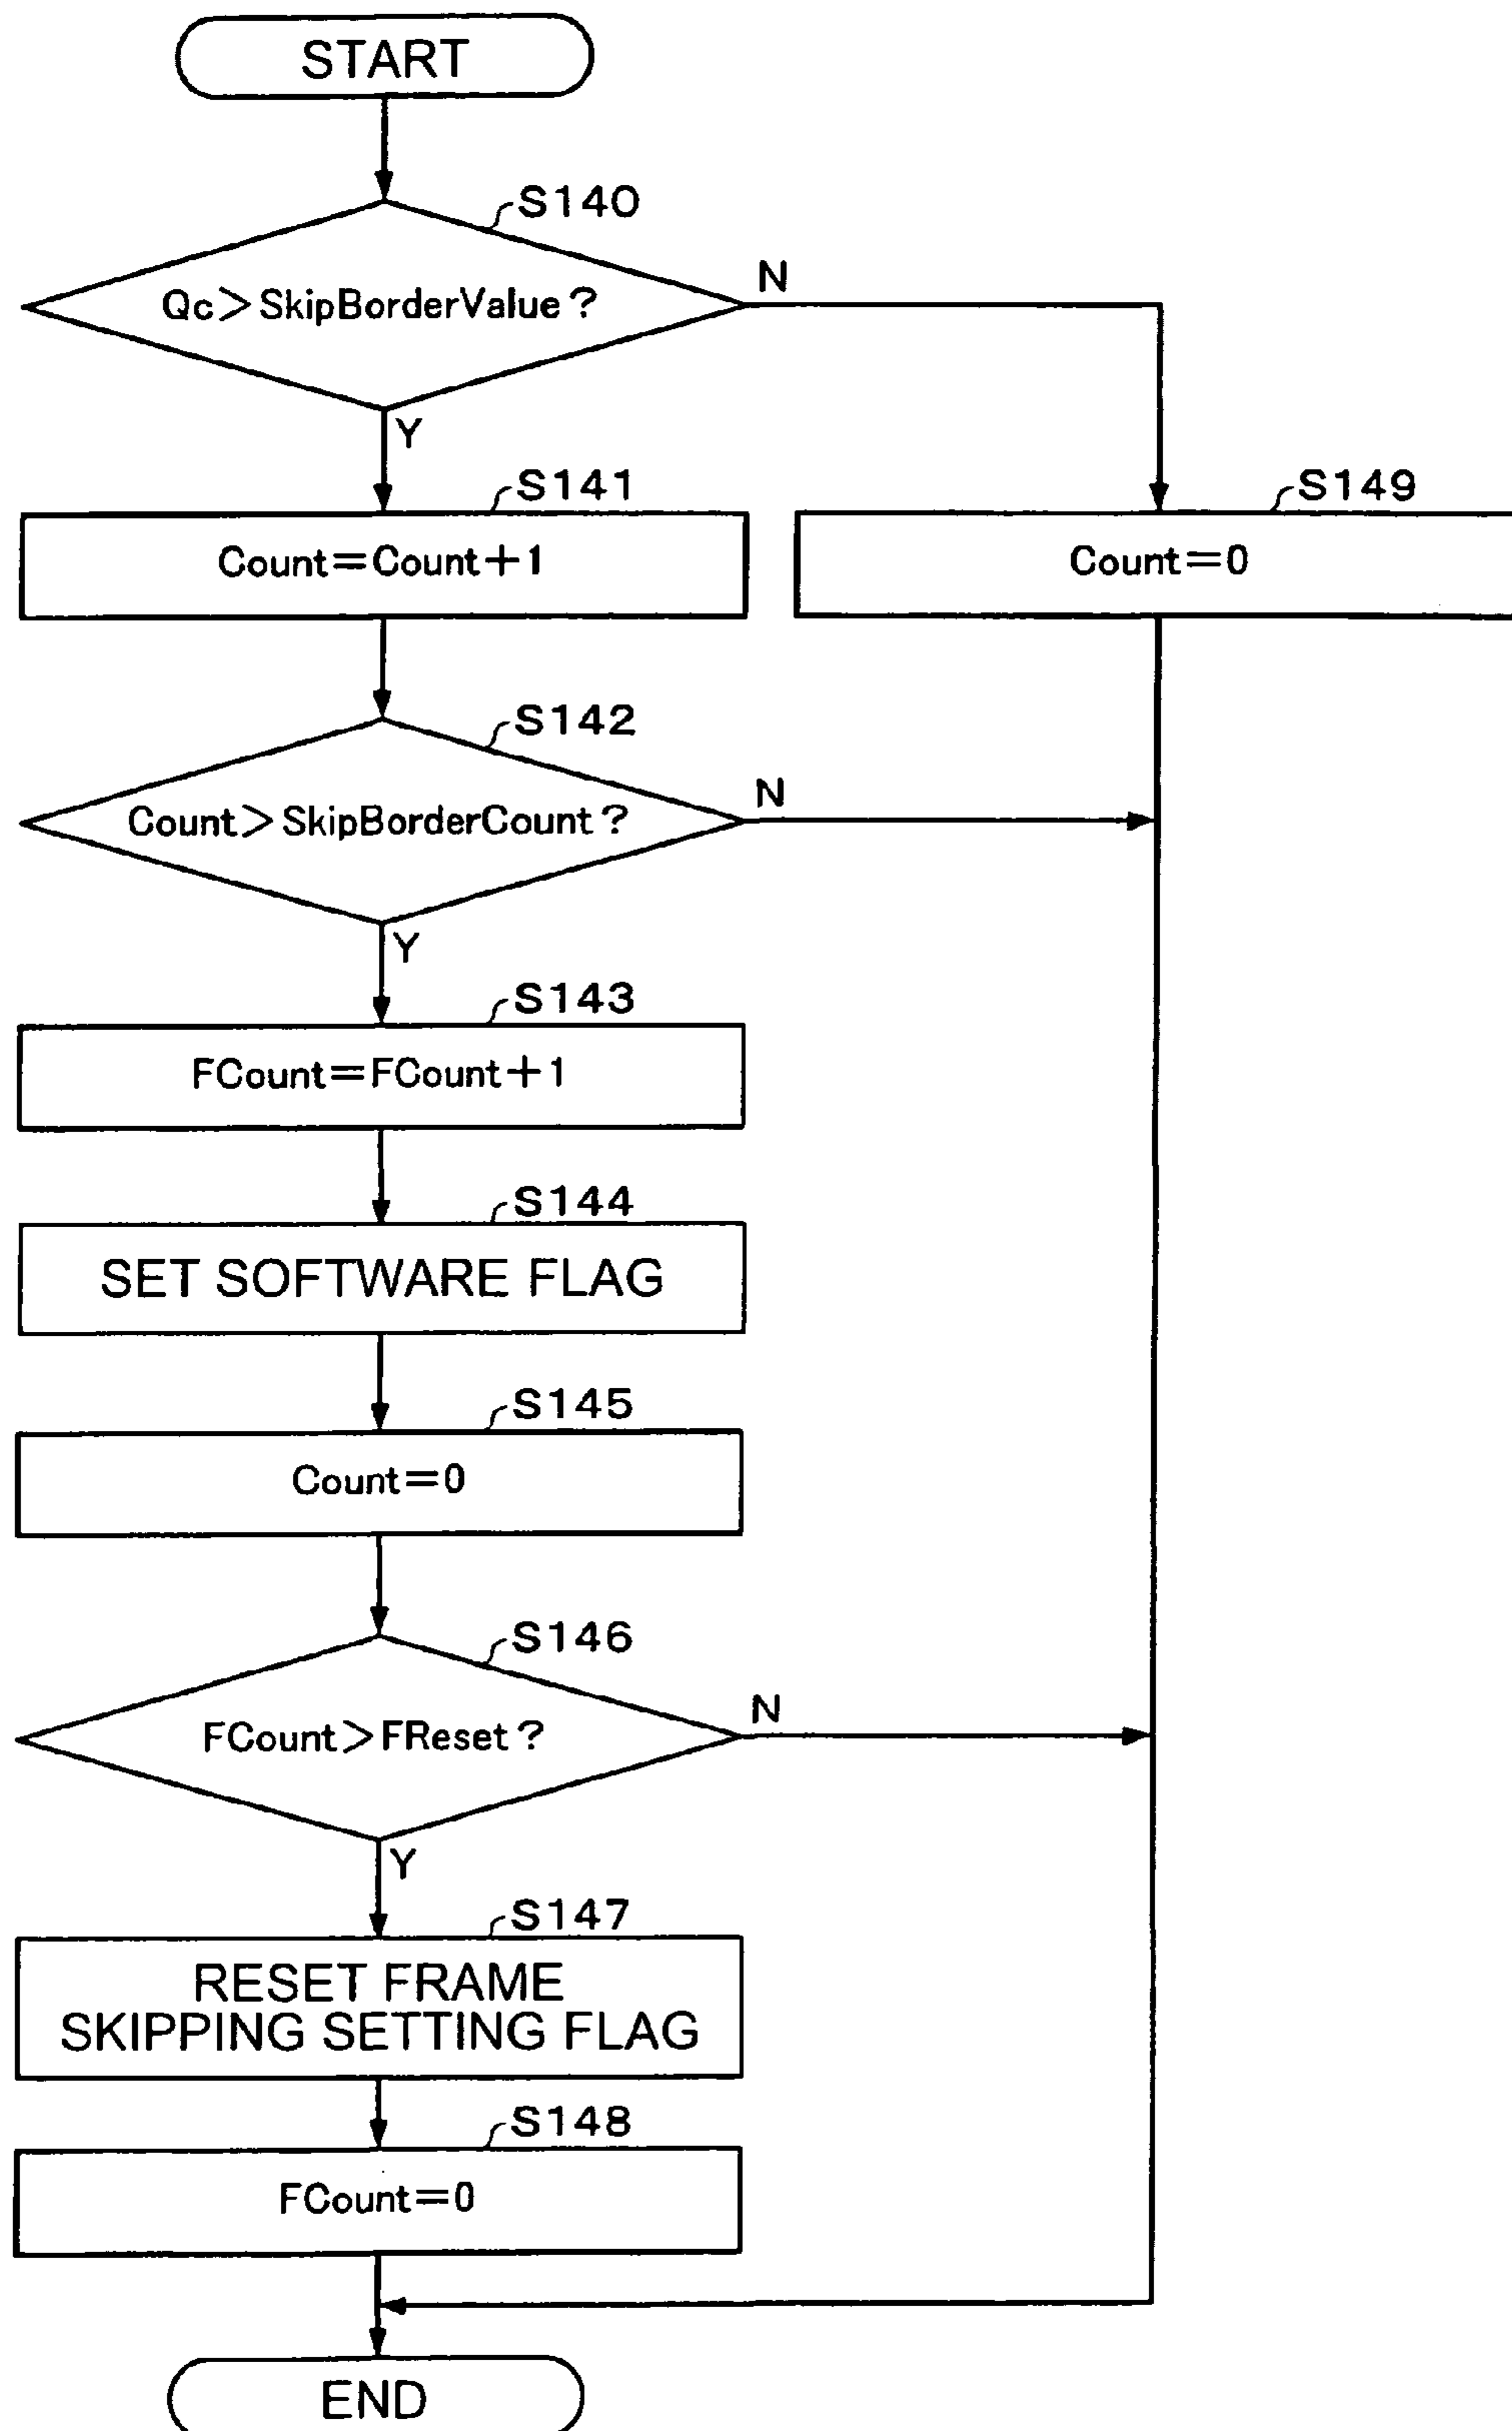 START
S140
Qc>SkipBorderValue?
N
Y
S141
Count=Count+1
S149
Count=0
S142
Count>SkipBorderCount?
N
Y
S143
FCount=FCount+1
S144
SET SOFTWARE FLAG
S145
Count=0
S146
FCount>FReset?
N
Y
S147
RESET FRAME
SKIPPING SETTING FLAG
S148
FCount=0
END